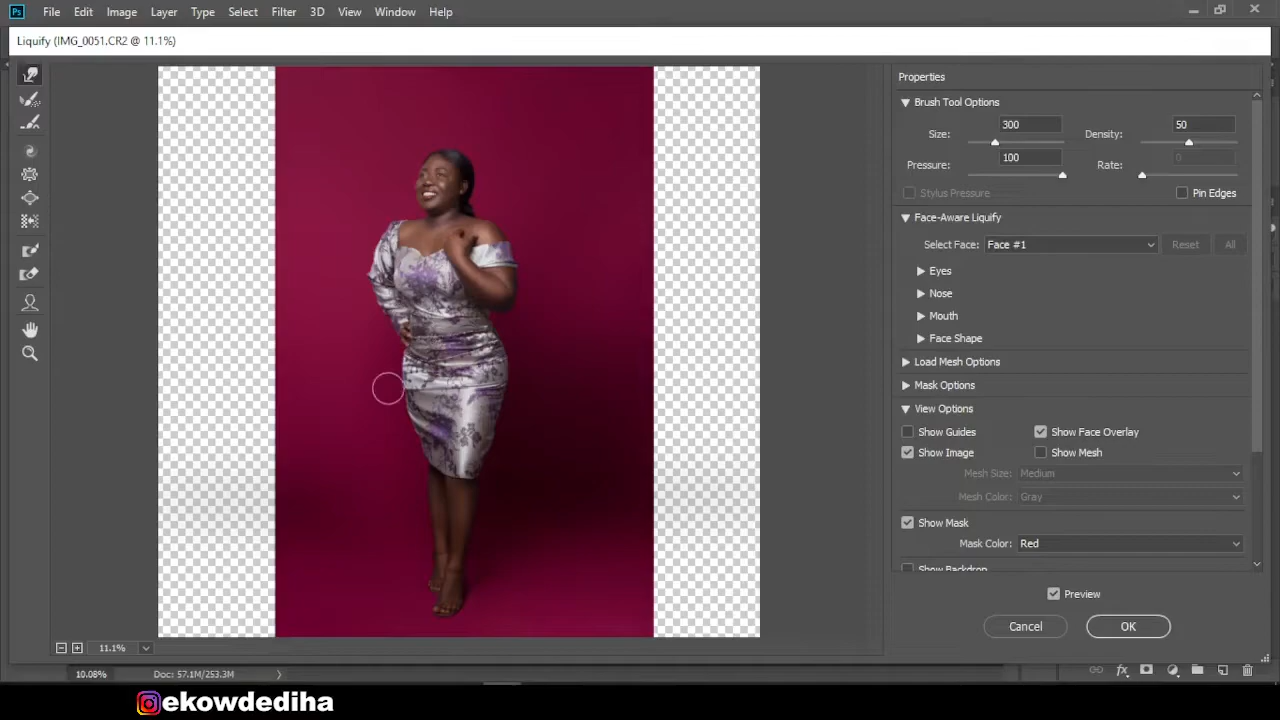 Ps File Edit Image Layer Type Select Filter 3D View Window Help
Liquify (IMG_0051.CR2 @ 11.1%)
Properties
Brush Tool Options
Size: 300 Density: 50
Pressure: 100 Rate: 0
Stylus Pressure Pin Edges
Face-Aware Liquify
Select Face: Face #1 Reset All
Eyes
Nose
Mouth
Face Shape
Load Mesh Options
Mask Options
View Options
Show Guides Show Face Overlay
Show Image Show Mesh
Mesh Size: Medium
Mesh Color: Gray
Show Mask
Mask Color: Red
Show Backdrop
Preview
Cancel OK
11.1%
10.08% Doc: 57.1M/253.3M
fx
ekowdediha